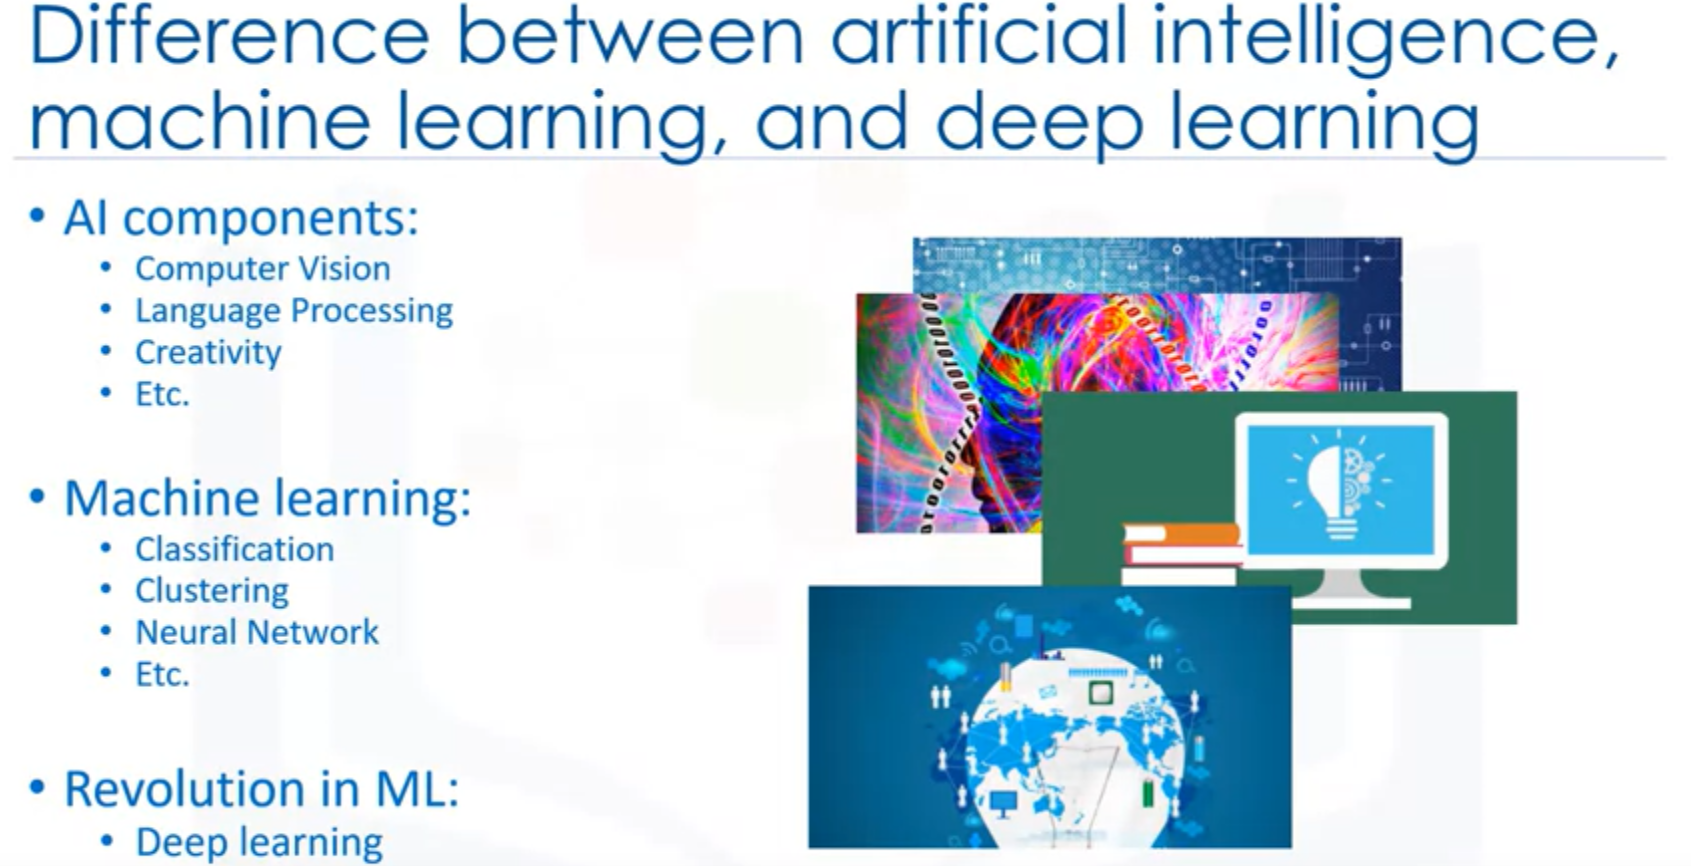 Difference between artificial intelligence,
machine learning, and deep learning
• AI components:
• Computer Vision
• Language Processing
• Creativity
• Etc.
• Machine learning:
• Classification
• Clustering
• Neural Network
• Etc.
• Revolution in ML:
• Deep learning